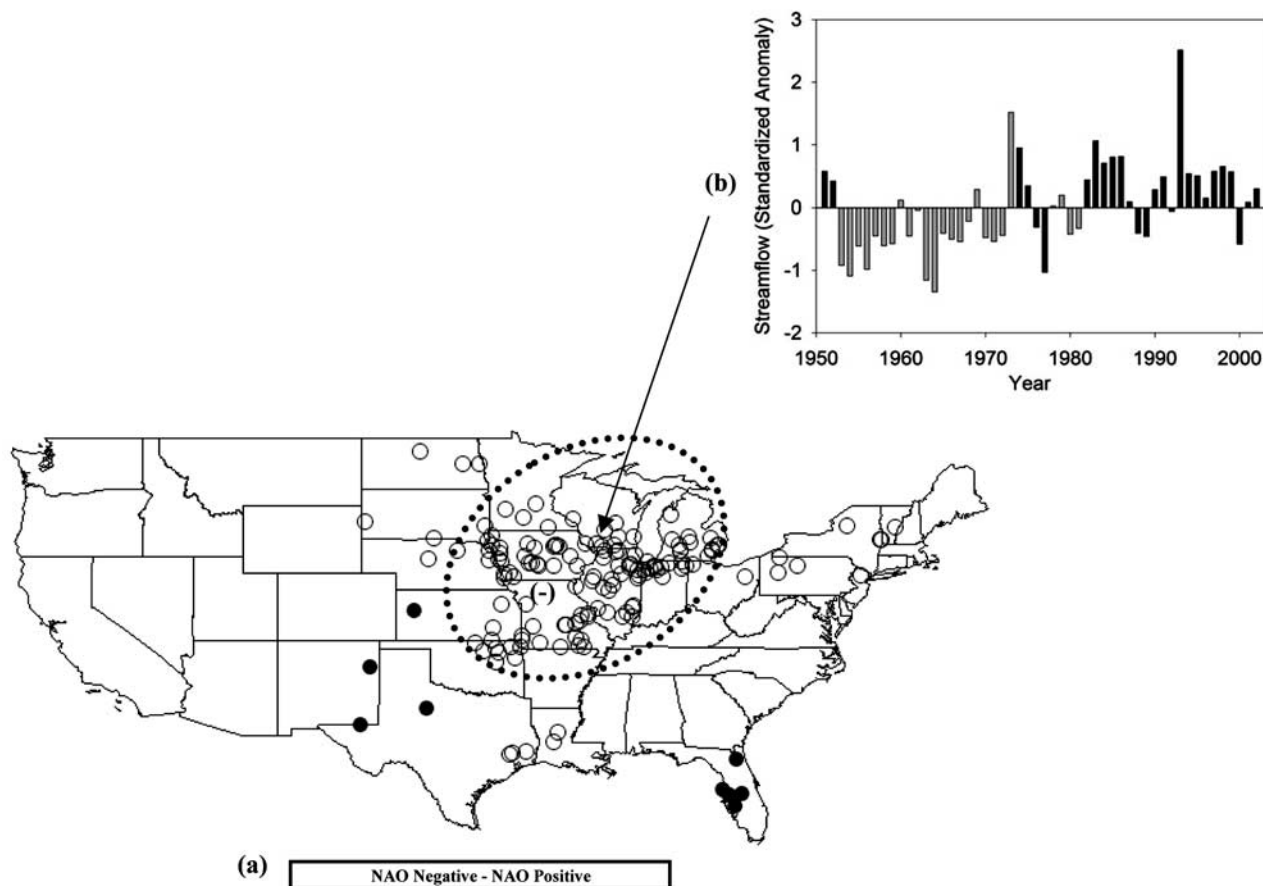 3
2
1
0
-1
-2
Streamflow (Standardized Anomaly)
1950 1960 1970 1980 1990 2000
Year
(b)
(-)
(a)
NAO Negative - NAO Positive